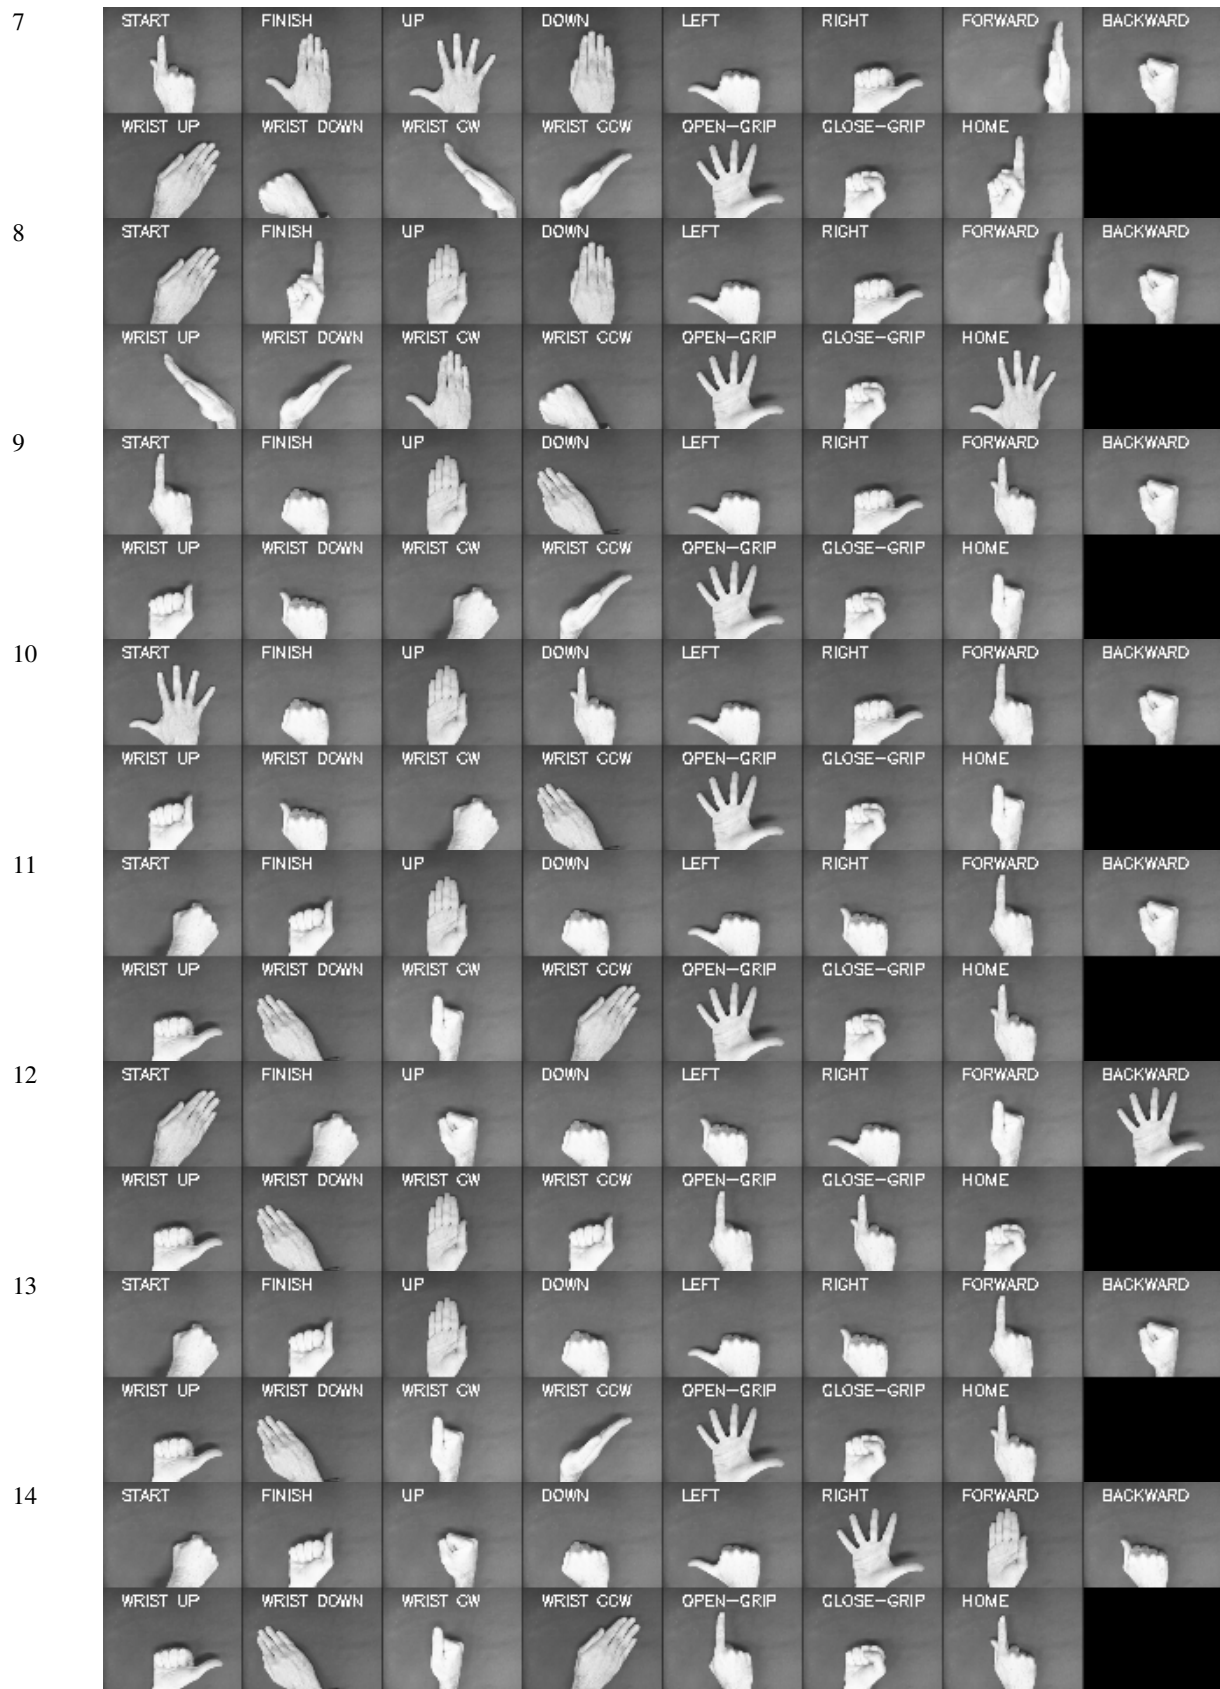 7 START FINISH UP DOWN LEFT RIGHT FORWARD BACKWARD
WRIST UP WRIST DOWN WRIST CW WRIST CCW OPEN-GRIP CLOSE-GRIP HOME
8 START FINISH UP DOWN LEFT RIGHT FORWARD BACKWARD
WRIST UP WRIST DOWN WRIST CW WRIST CCW OPEN-GRIP CLOSE-GRIP HOME
9 START FINISH UP DOWN LEFT RIGHT FORWARD BACKWARD
WRIST UP WRIST DOWN WRIST CW WRIST CCW OPEN-GRIP CLOSE-GRIP HOME
10 START FINISH UP DOWN LEFT RIGHT FORWARD BACKWARD
WRIST UP WRIST DOWN WRIST CW WRIST CCW OPEN-GRIP CLOSE-GRIP HOME
11 START FINISH UP DOWN LEFT RIGHT FORWARD BACKWARD
WRIST UP WRIST DOWN WRIST CW WRIST CCW OPEN-GRIP CLOSE-GRIP HOME
12 START FINISH UP DOWN LEFT RIGHT FORWARD BACKWARD
WRIST UP WRIST DOWN WRIST CW WRIST CCW OPEN-GRIP CLOSE-GRIP HOME
13 START FINISH UP DOWN LEFT RIGHT FORWARD BACKWARD
WRIST UP WRIST DOWN WRIST CW WRIST CCW OPEN-GRIP CLOSE-GRIP HOME
14 START FINISH UP DOWN LEFT RIGHT FORWARD BACKWARD
WRIST UP WRIST DOWN WRIST CW WRIST CCW OPEN-GRIP CLOSE-GRIP HOME